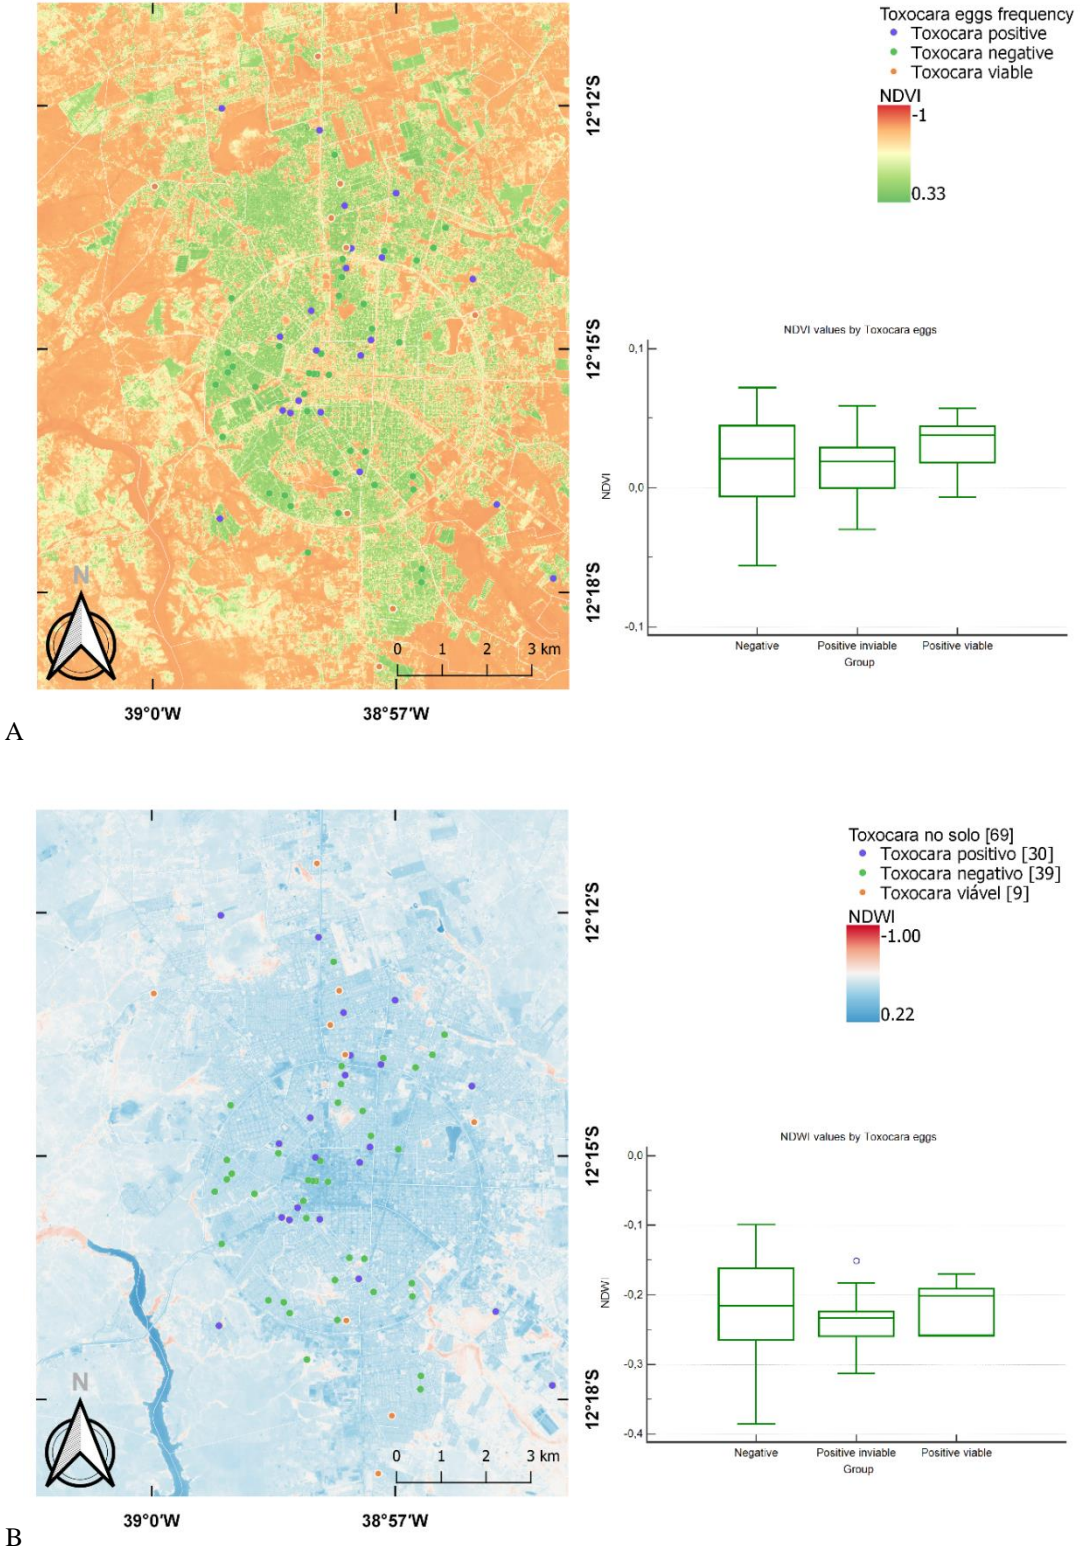 Toxocara eggs frequency
Toxocara positive
Toxocara negative
Toxocara viable
NDVI
-1
0.33
12°12'S
12°15'S
12°18'S
N
0 1 2 3 km
39°0'W 38°57'W
NDVI values by Toxocara eggs
0,1
0,0
-0,1
NDVI
Negative Positive inviable Positive viable
Group
A
Toxocara no solo [69]
Toxocara positivo [30]
Toxocara negativo [39]
Toxocara viável [9]
NDWI
-1.00
0.22
12°12'S
12°15'S
12°18'S
N
0 1 2 3 km
39°0'W 38°57'W
NDWI values by Toxocara eggs
0,0
-0,1
-0,2
-0,3
-0,4
NDWI
Negative Positive inviable Positive viable
Group
B